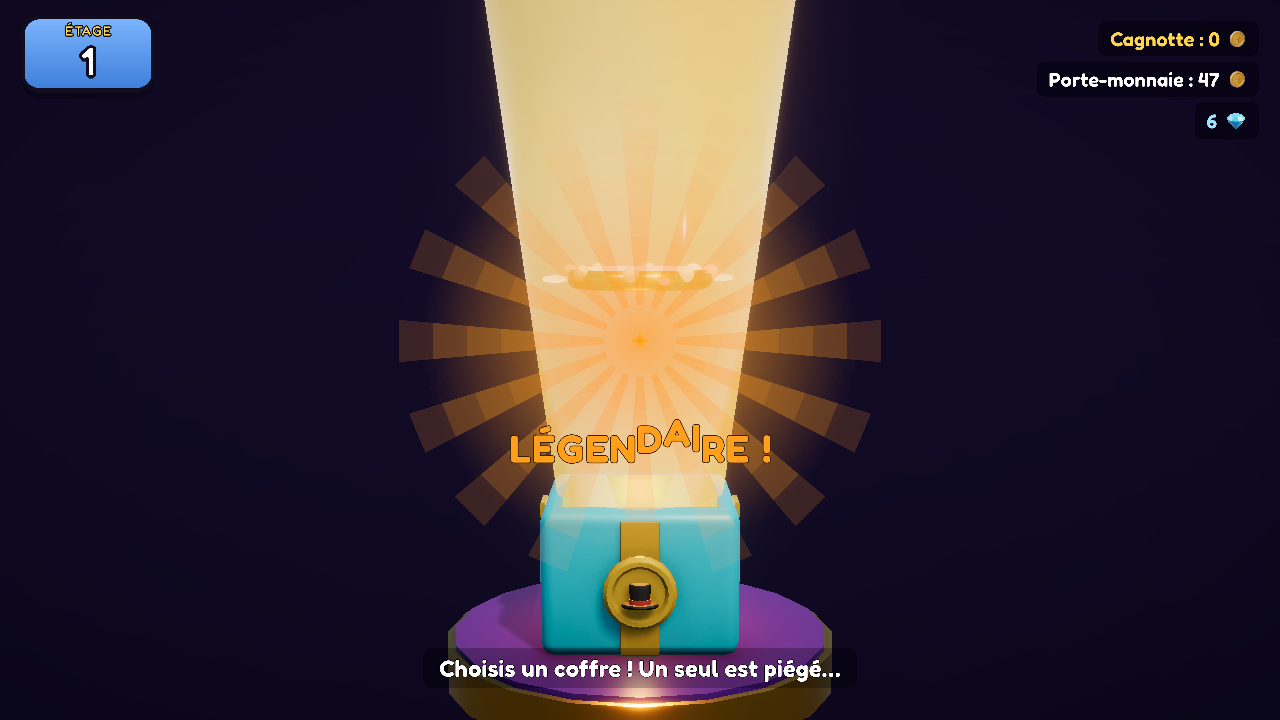 ÉTAGE
1
Cagnotte : 0
Porte-monnaie : 47
6
LÉGENDAIRE !
Choisis un coffre ! Un seul est piégé...